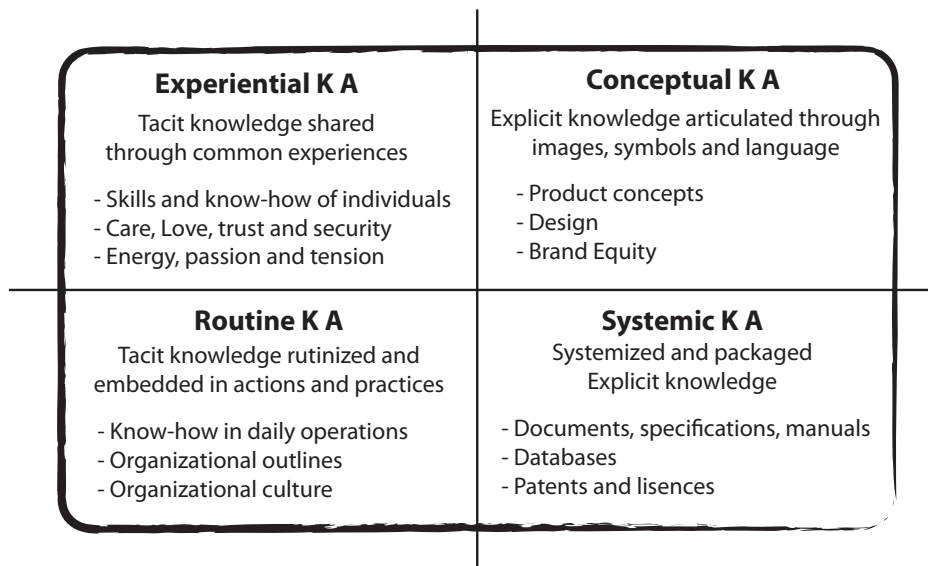 Experiential K A
Tacit knowledge shared
through common experiences
- Skills and know-how of individuals
- Care, Love, trust and security
- Energy, passion and tension
Conceptual K A
Explicit knowledge articulated through
images, symbols and language
- Product concepts
- Design
- Brand Equity
Routine K A
Tacit knowledge rutinized and
embedded in actions and practices
- Know-how in daily operations
- Organizational outlines
- Organizational culture
Systemic K A
Systemized and packaged
Explicit knowledge
- Documents, specifications, manuals
- Databases
- Patents and lisences